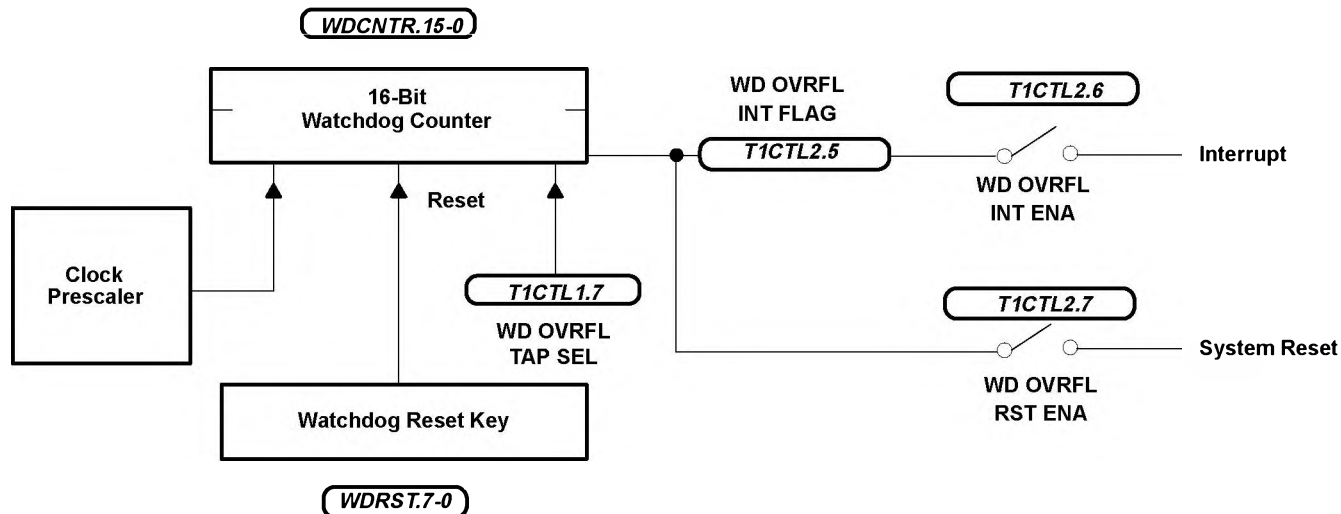 WDCNTR.15-0
16-Bit
Watchdog Counter
WD OVRFL
INT FLAG
T1CTL2.5
T1CTL2.6
WD OVRFL
INT ENA
Interrupt
Reset
Clock
Prescaler
T1CTL1.7
WD OVRFL
TAP SEL
T1CTL2.7
WD OVRFL
RST ENA
System Reset
Watchdog Reset Key
WDRST.7-0